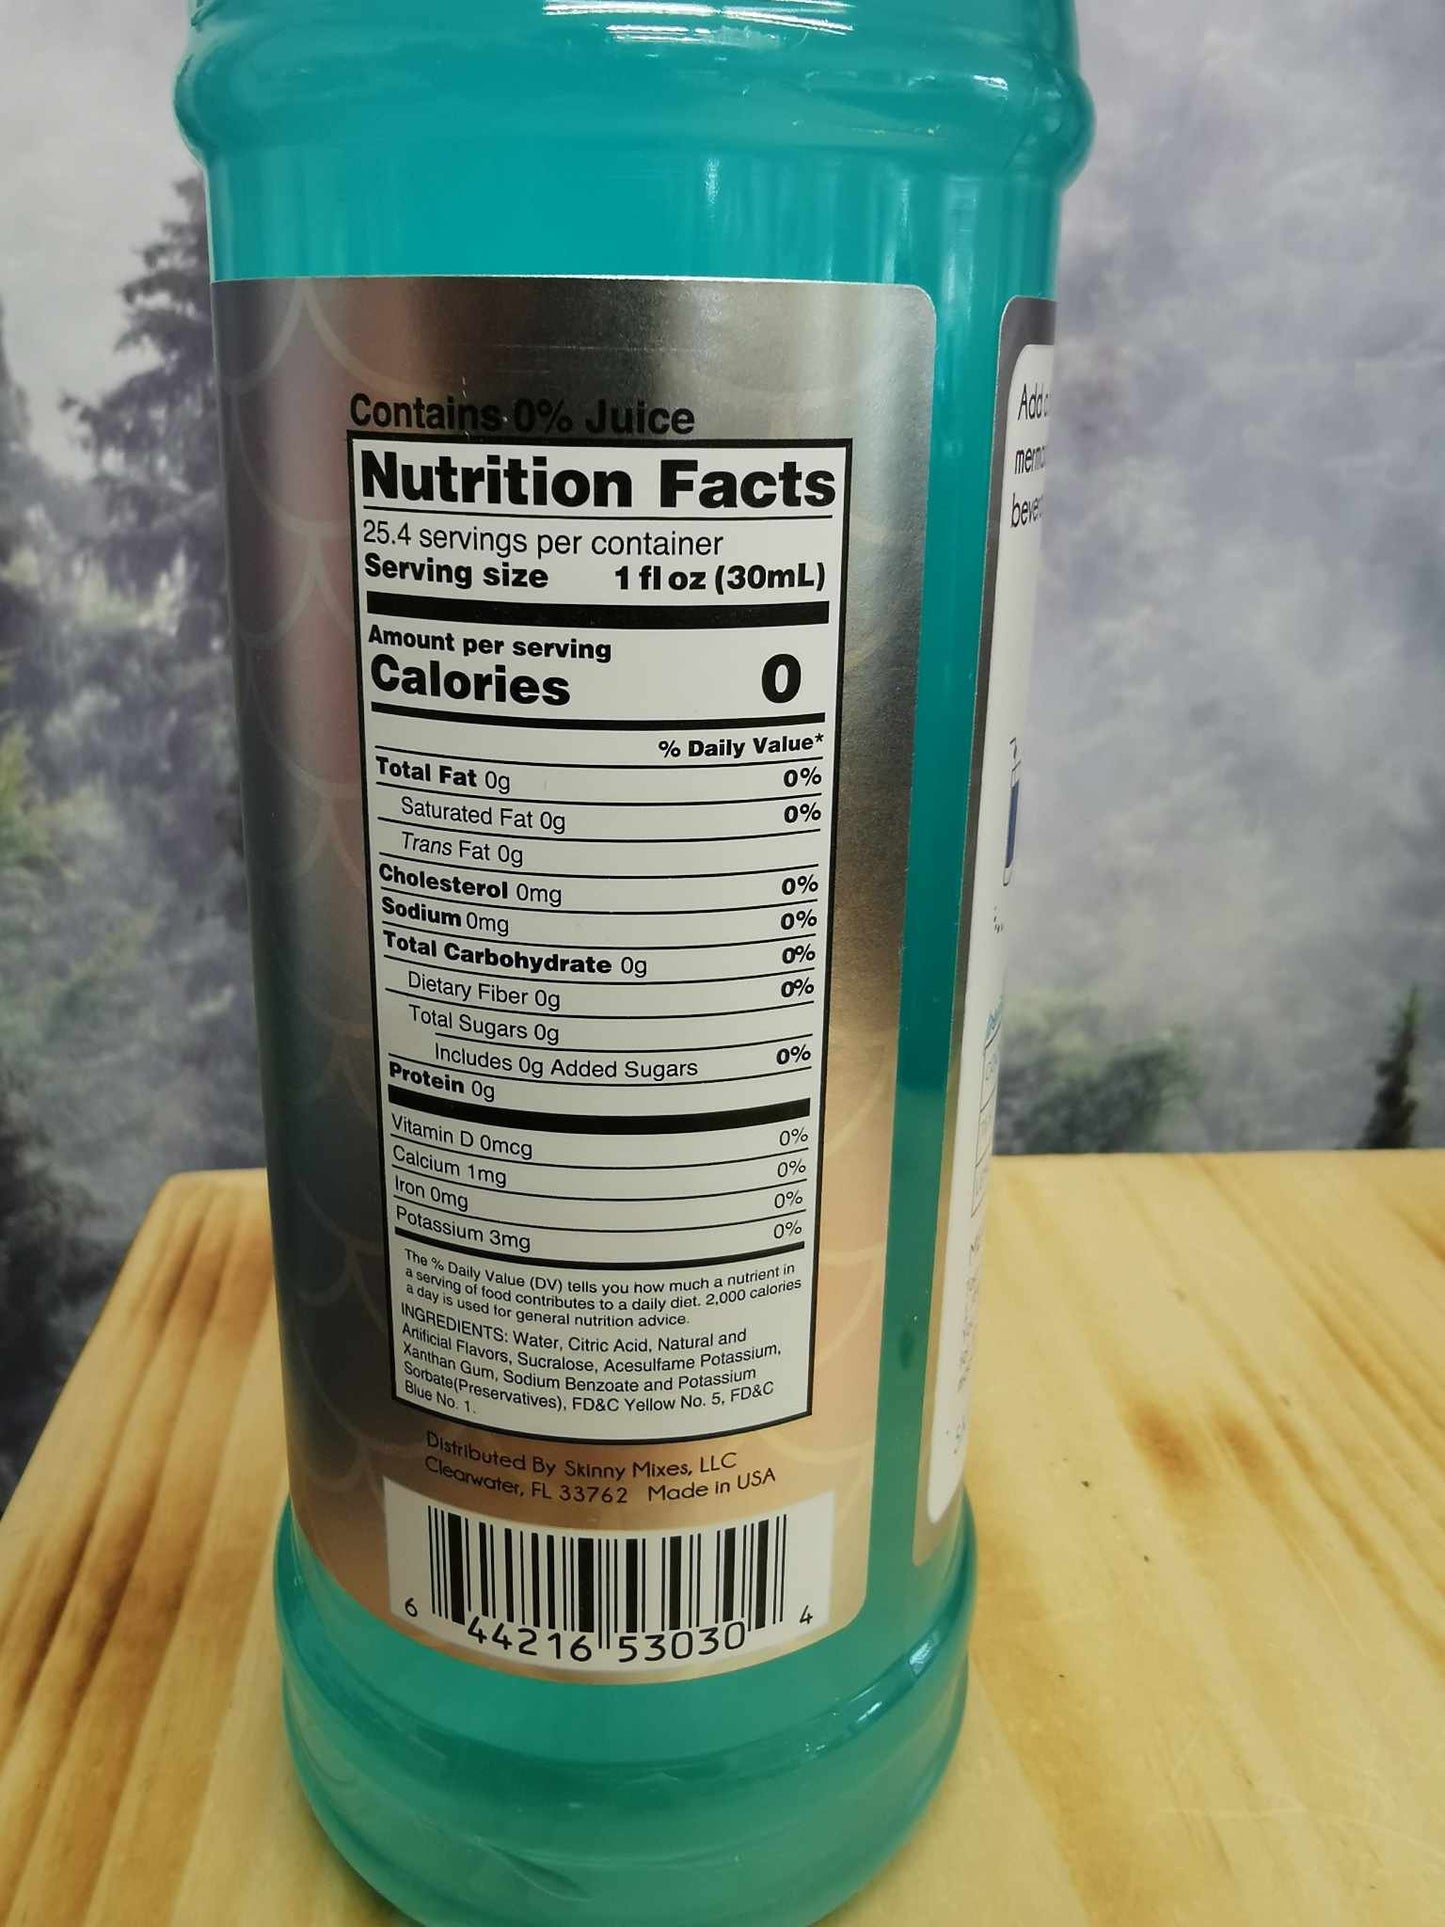 Contains 0% Juice
Nutrition Facts
25.4 servings per container
Serving size 1 fl oz (30mL)
Amount per serving
Calories 0
% Daily Value*
Total Fat 0g 0%
Saturated Fat 0g 0%
Trans Fat 0g
Cholesterol 0mg 0%
Sodium 0mg 0%
Total Carbohydrate 0g 0%
Dietary Fiber 0g 0%
Total Sugars 0g
Includes 0g Added Sugars 0%
Protein 0g
Vitamin D 0mcg 0%
Calcium 1mg 0%
Iron 0mg 0%
Potassium 3mg 0%
The % Daily Value (DV) tells you how much a nutrient in
a serving of food contributes to a daily diet. 2,000 calories
a day is used for general nutrition advice.
INGREDIENTS: Water, Citric Acid, Natural and
Artificial Flavors, Sucralose, Acesulfame Potassium,
Xanthan Gum, Sodium Benzoate and Potassium
Sorbate(Preservatives), FD&C Yellow No. 5, FD&C
Blue No. 1.
Distributed By Skinny Mixes, LLC
Clearwater, FL 33762 Made in USA
6 44216 53030 4
Add